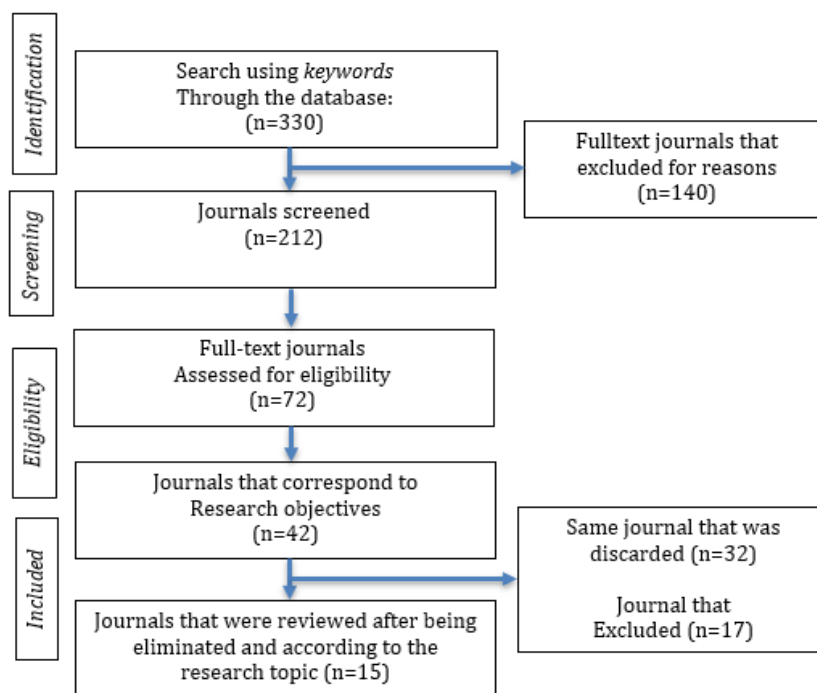 Identification
Search using keywords
Through the database:
(n=330)
Fulltext journals that
excluded for reasons
(n=140)
Screening
Journals screened
(n=212)
Eligibility
Full-text journals
Assessed for eligibility
(n=72)
Journals that correspond to
Research objectives
(n=42)
Included
Same journal that was
discarded (n=32)
Journal that
Excluded (n=17)
Journals that were reviewed after being
eliminated and according to the
research topic (n=15)